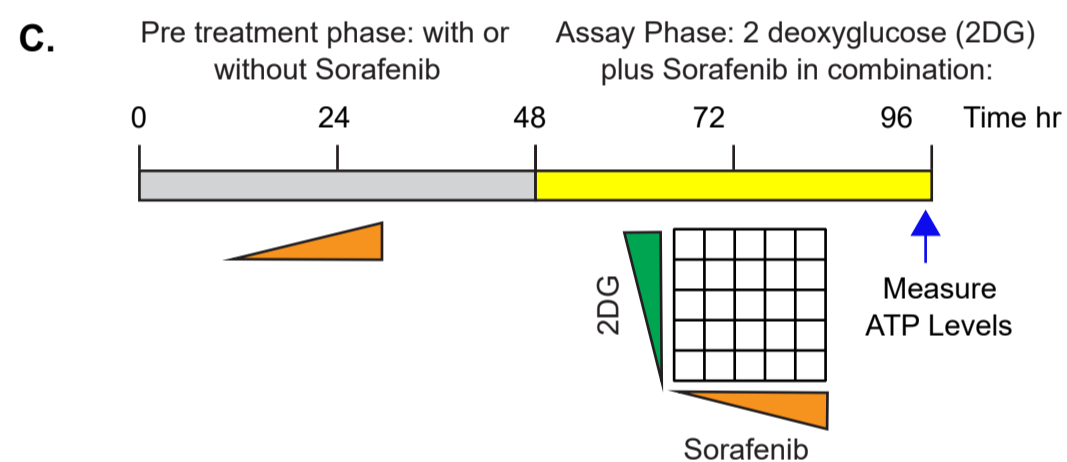 C.
Pre treatment phase: with or
without Sorafenib
Assay Phase: 2 deoxyglucose (2DG)
plus Sorafenib in combination:
0 24 48 72 96 Time hr
2DG
Measure
ATP Levels
Sorafenib